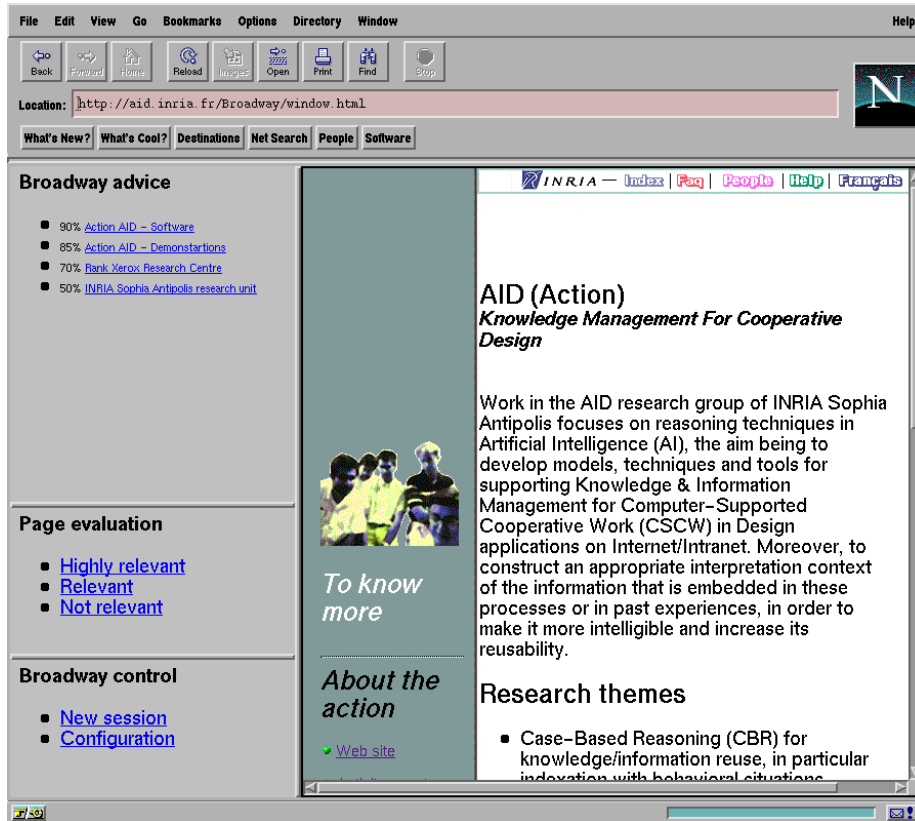 File Edit View Go Bookmarks Options Directory Window Help
Back Forward Home Reload Images Open Print Find Stop
Location: http://aid.inria.fr/Broadway/window.html
N
What's New? What's Cool? Destinations Net Search People Software
Broadway advice
90% Action AID – Software
85% Action AID – Demonstartions
70% Rank Xerox Research Centre
50% INRIA Sophia Antipolis research unit
Page evaluation
Highly relevant
Relevant
Not relevant
Broadway control
New session
Configuration
To know
more
About the
action
Web site
INRIA — Index | Faq | People | Help | Français
AID (Action)
Knowledge Management For Cooperative
Design
Work in the AID research group of INRIA Sophia
Antipolis focuses on reasoning techniques in
Artificial Intelligence (AI), the aim being to
develop models, techniques and tools for
supporting Knowledge & Information
Management for Computer–Supported
Cooperative Work (CSCW) in Design
applications on Internet/Intranet. Moreover, to
construct an appropriate interpretation context
of the information that is embedded in these
processes or in past experiences, in order to
make it more intelligible and increase its
reusability.
Research themes
Case–Based Reasoning (CBR) for
knowledge/information reuse, in particular
indexation with behavioral situations